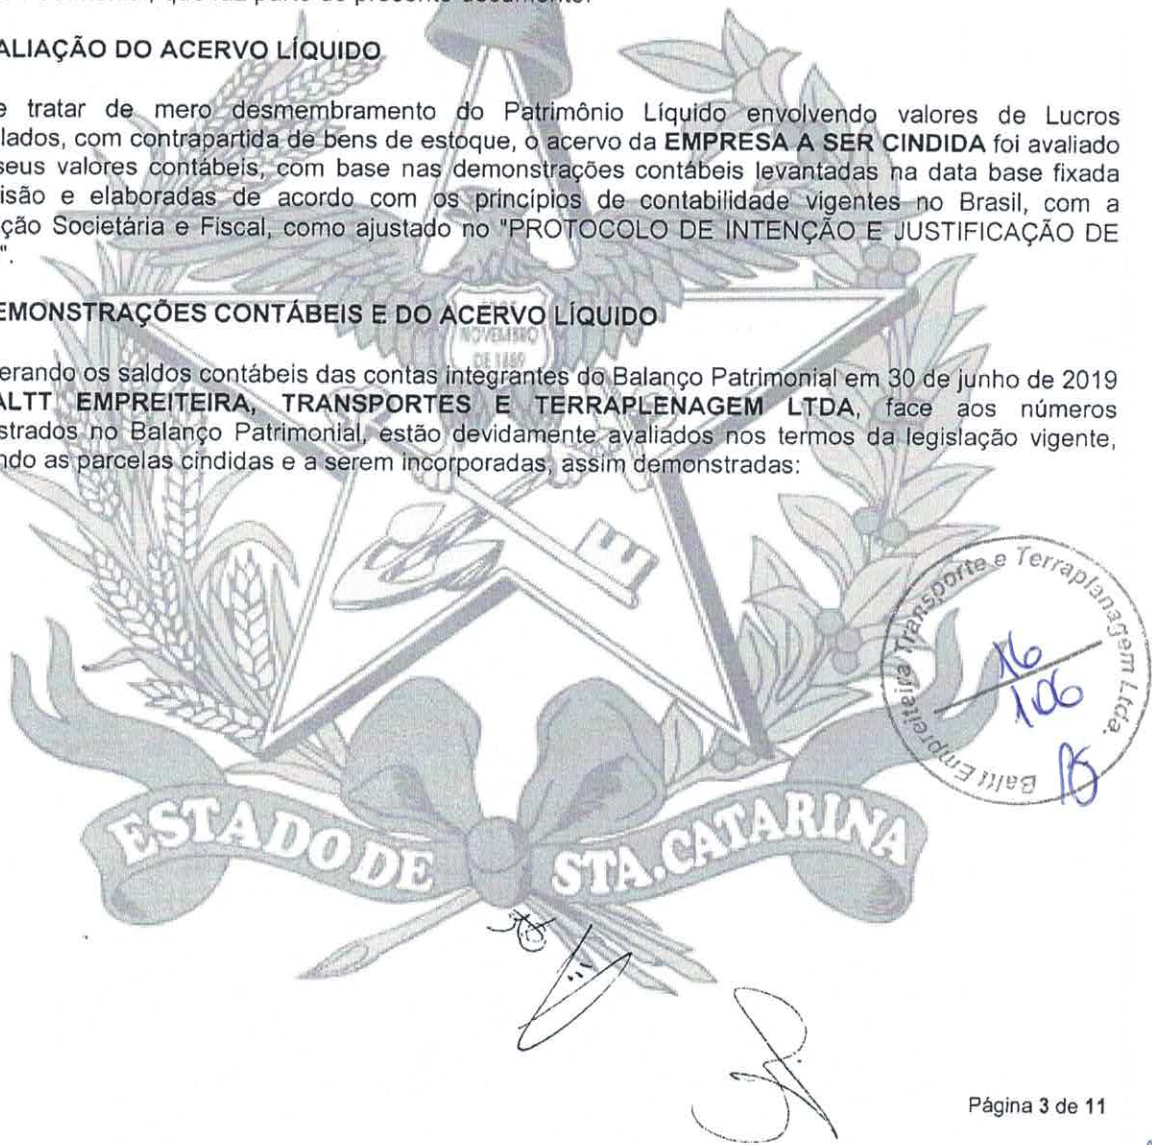 ALIAÇÃO DO ACERVO LÍQUIDO
e tratar de mero desmembramento do Patrimônio Líquido envolvendo valores de Lucros
lados, com contrapartida de bens de estoque, o acervo da EMPRESA A SER CINDIDA foi avaliado
seus valores contábeis, com base nas demonstrações contábeis levantadas na data base fixada
isão e elaboradas de acordo com os princípios de contabilidade vigentes no Brasil, com a
ção Societária e Fiscal, como ajustado no "PROTOCOLO DE INTENÇÃO E JUSTIFICAÇÃO DE
".
EMONSTRAÇÕES CONTÁBEIS E DO ACERVO LÍQUIDO
NOVEMBRO
DE 1889
erando os saldos contábeis das contas integrantes do Balanço Patrimonial em 30 de junho de 2019
ALTT EMPREITEIRA, TRANSPORTES E TERRAPLENAGEM LTDA, face aos números
strados no Balanço Patrimonial, estão devidamente avaliados nos termos da legislação vigente,
ndo as parcelas cindidas e a serem incorporadas, assim demonstradas:
Baltt Empreiteira Transporte e Terraplanagem Ltda.
16
106
ESTADO DE STA. CATARINA
Página 3 de 11